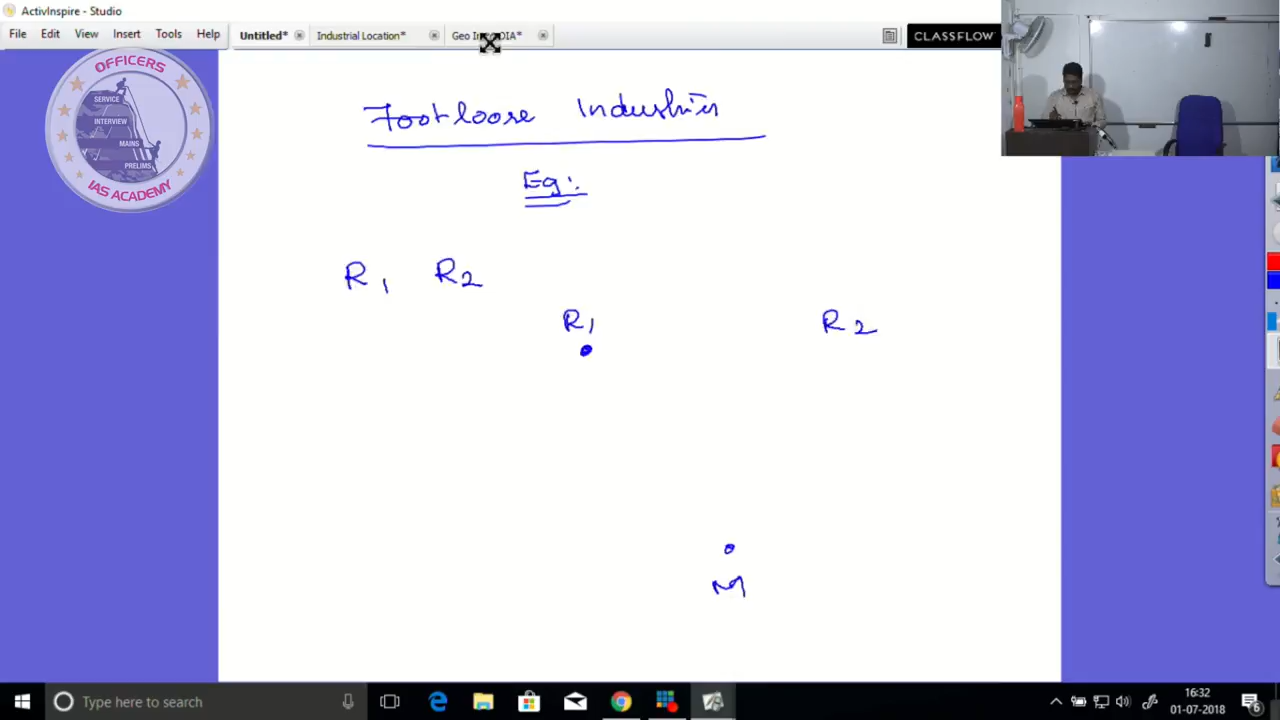 ActivInspire - Studio
File Edit View Insert Tools Help Untitled* Industrial Location* CLASSFLOW
OFFICERS
SERVICE
INTERVIEW
MAINS
PRELIMS
IAS ACADEMY
Footloose Industries
Eg:
R1 R2
R1 R2
M
Type here to search
16:32
01-07-2018
6